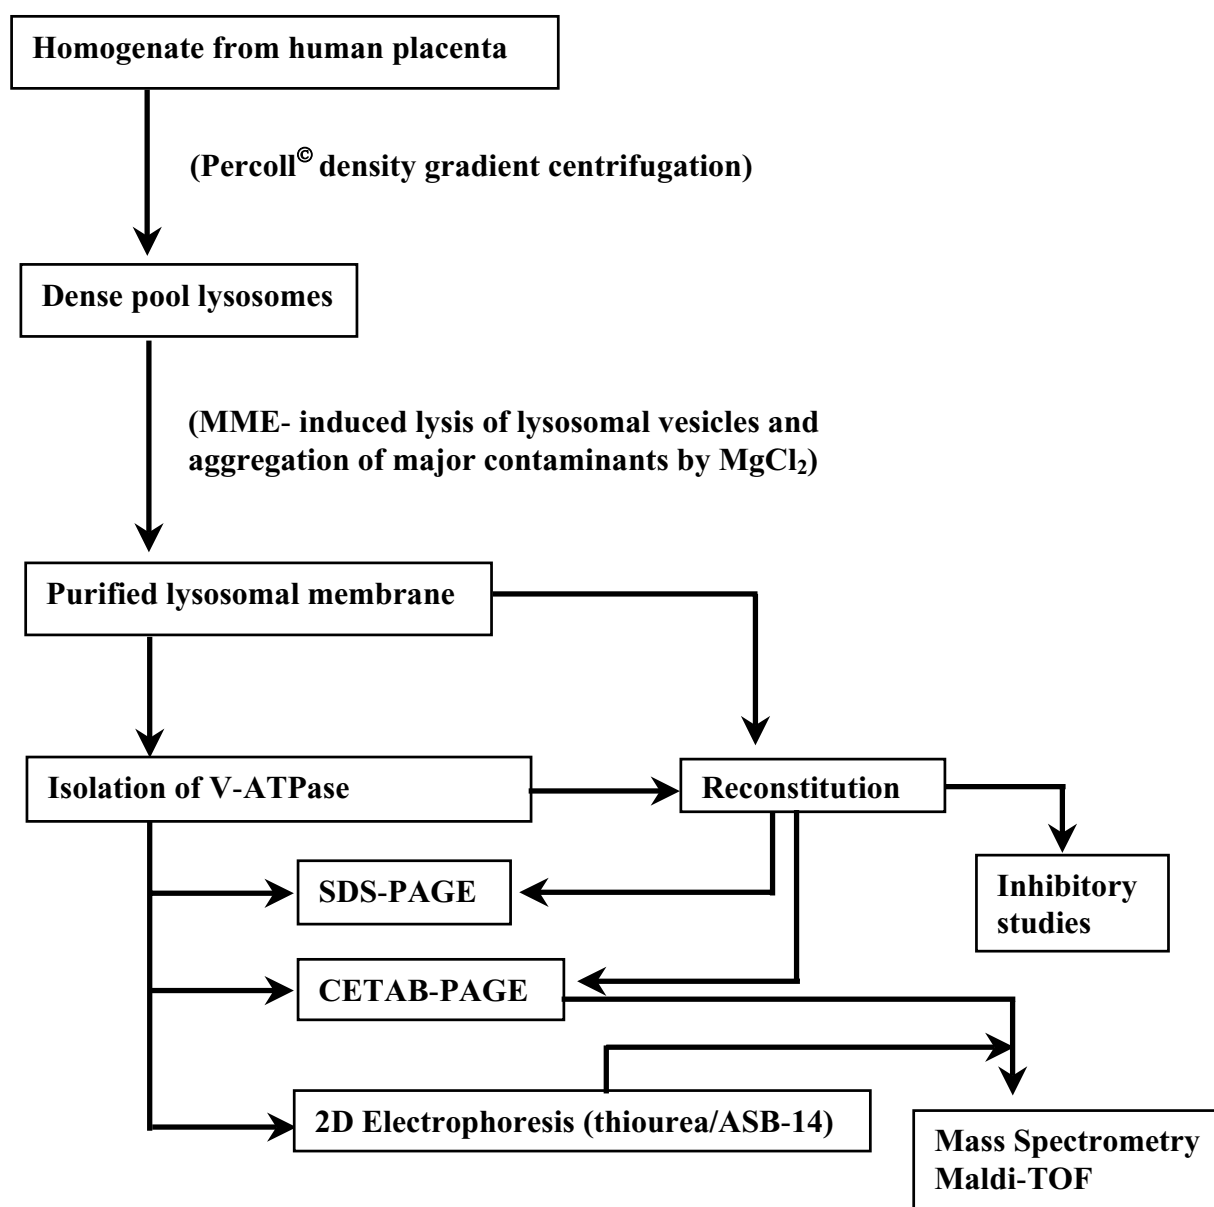 Homogenate from human placenta
(Percoll© density gradient centrifugation)
Dense pool lysosomes
(MME- induced lysis of lysosomal vesicles and
aggregation of major contaminants by MgCl₂)
Purified lysosomal membrane
Isolation of V-ATPase
Reconstitution
SDS-PAGE
Inhibitory
studies
CETAB-PAGE
2D Electrophoresis (thiourea/ASB-14)
Mass Spectrometry
Maldi-TOF